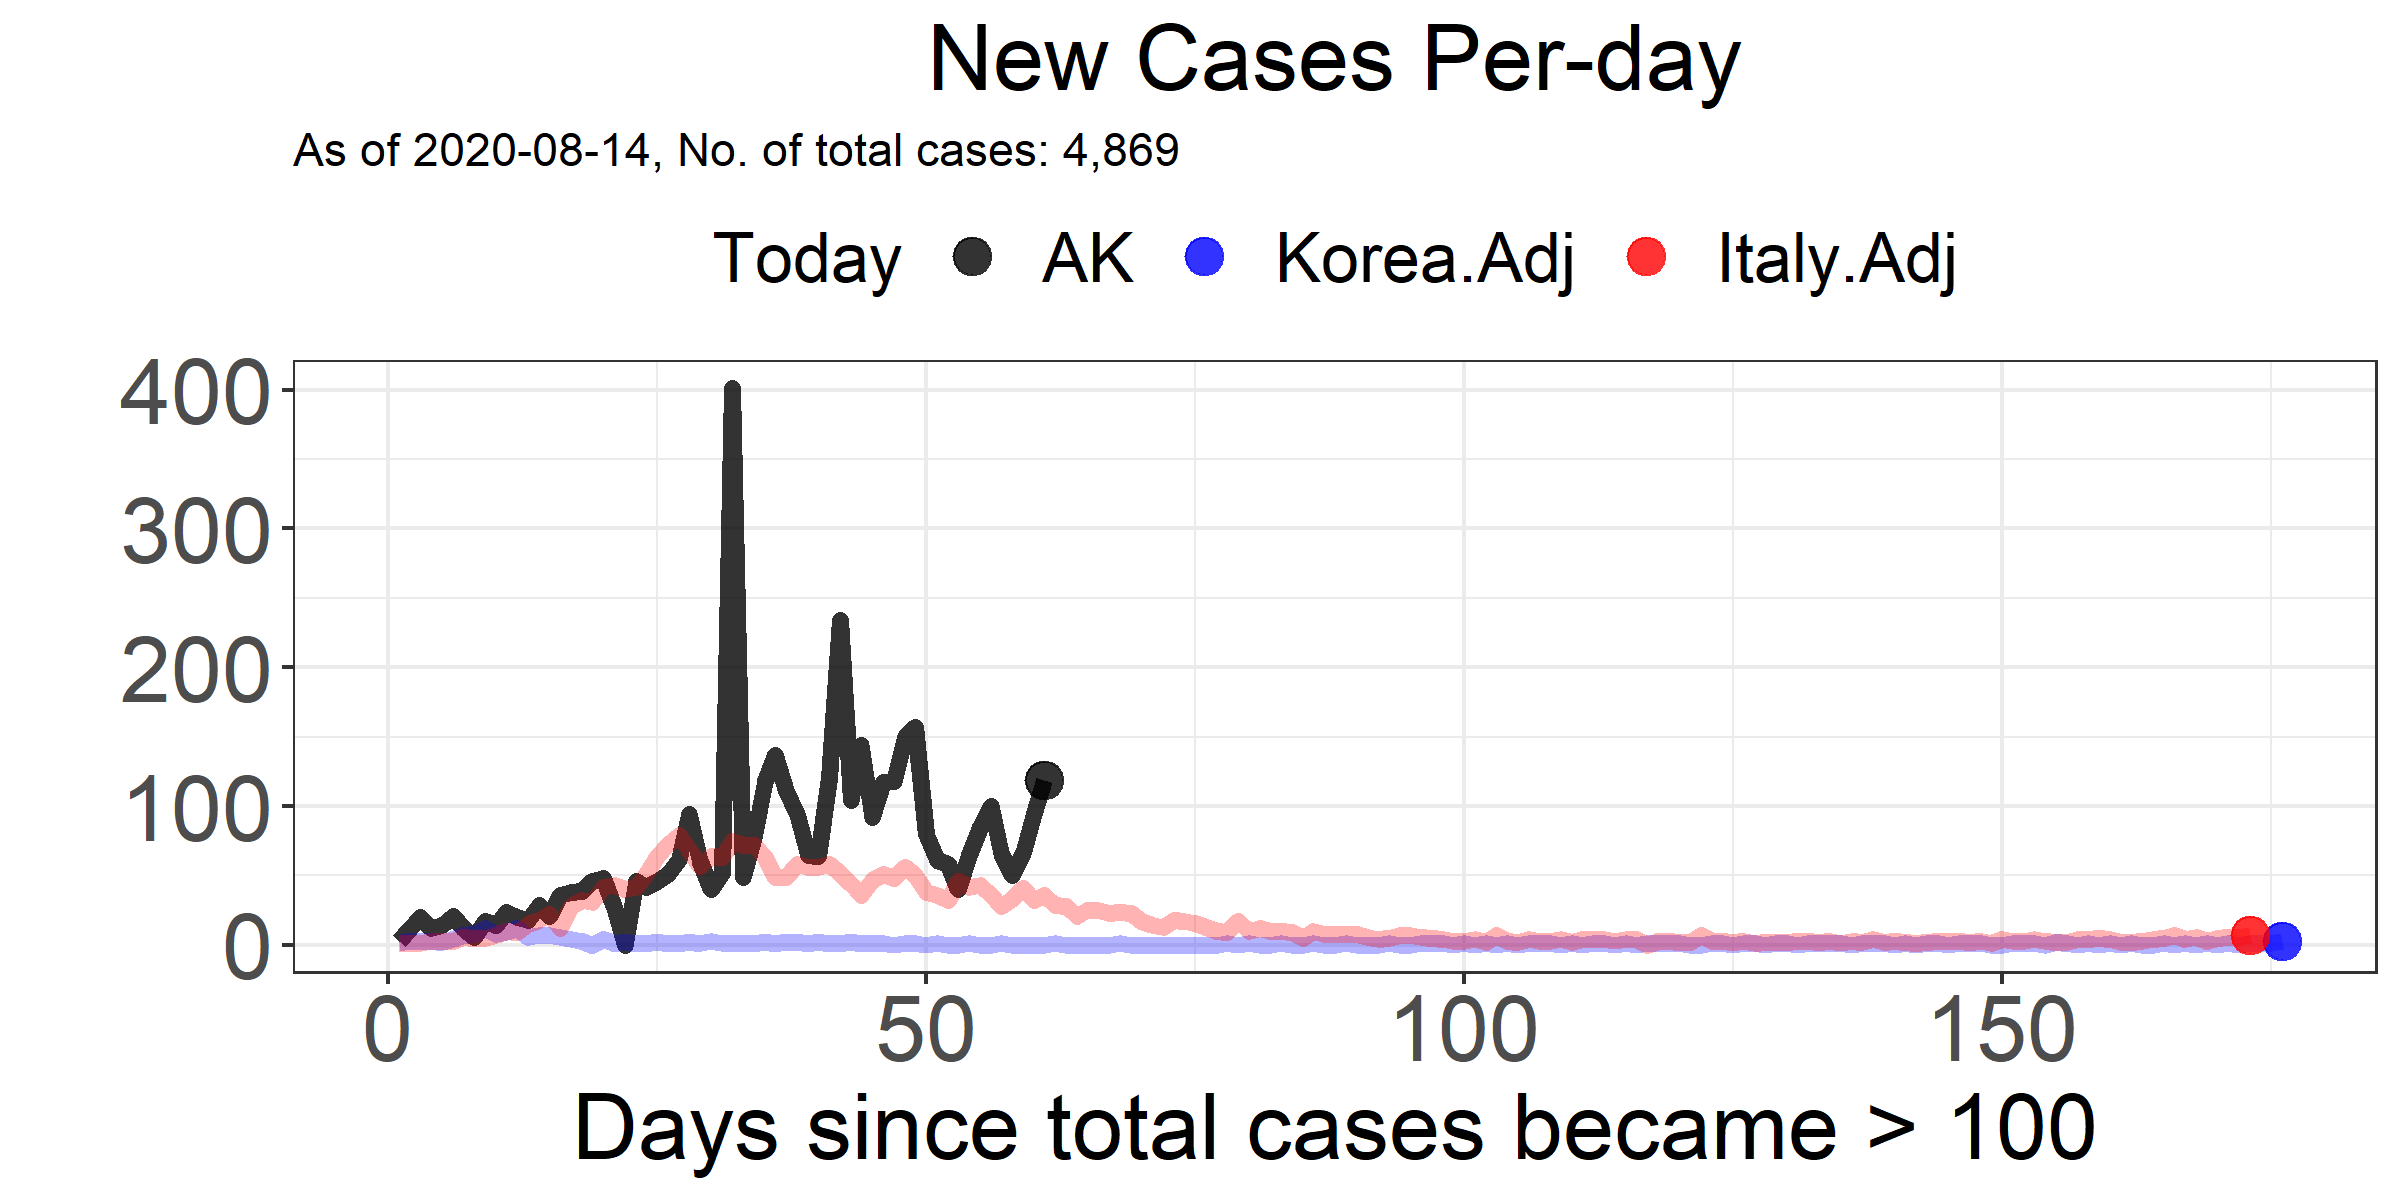 New Cases Per-day
As of 2020-08-14, No. of total cases: 4,869
Today AK Korea.Adj Italy.Adj
400
300
200
100
0
0 50 100 150
Days since total cases became > 100